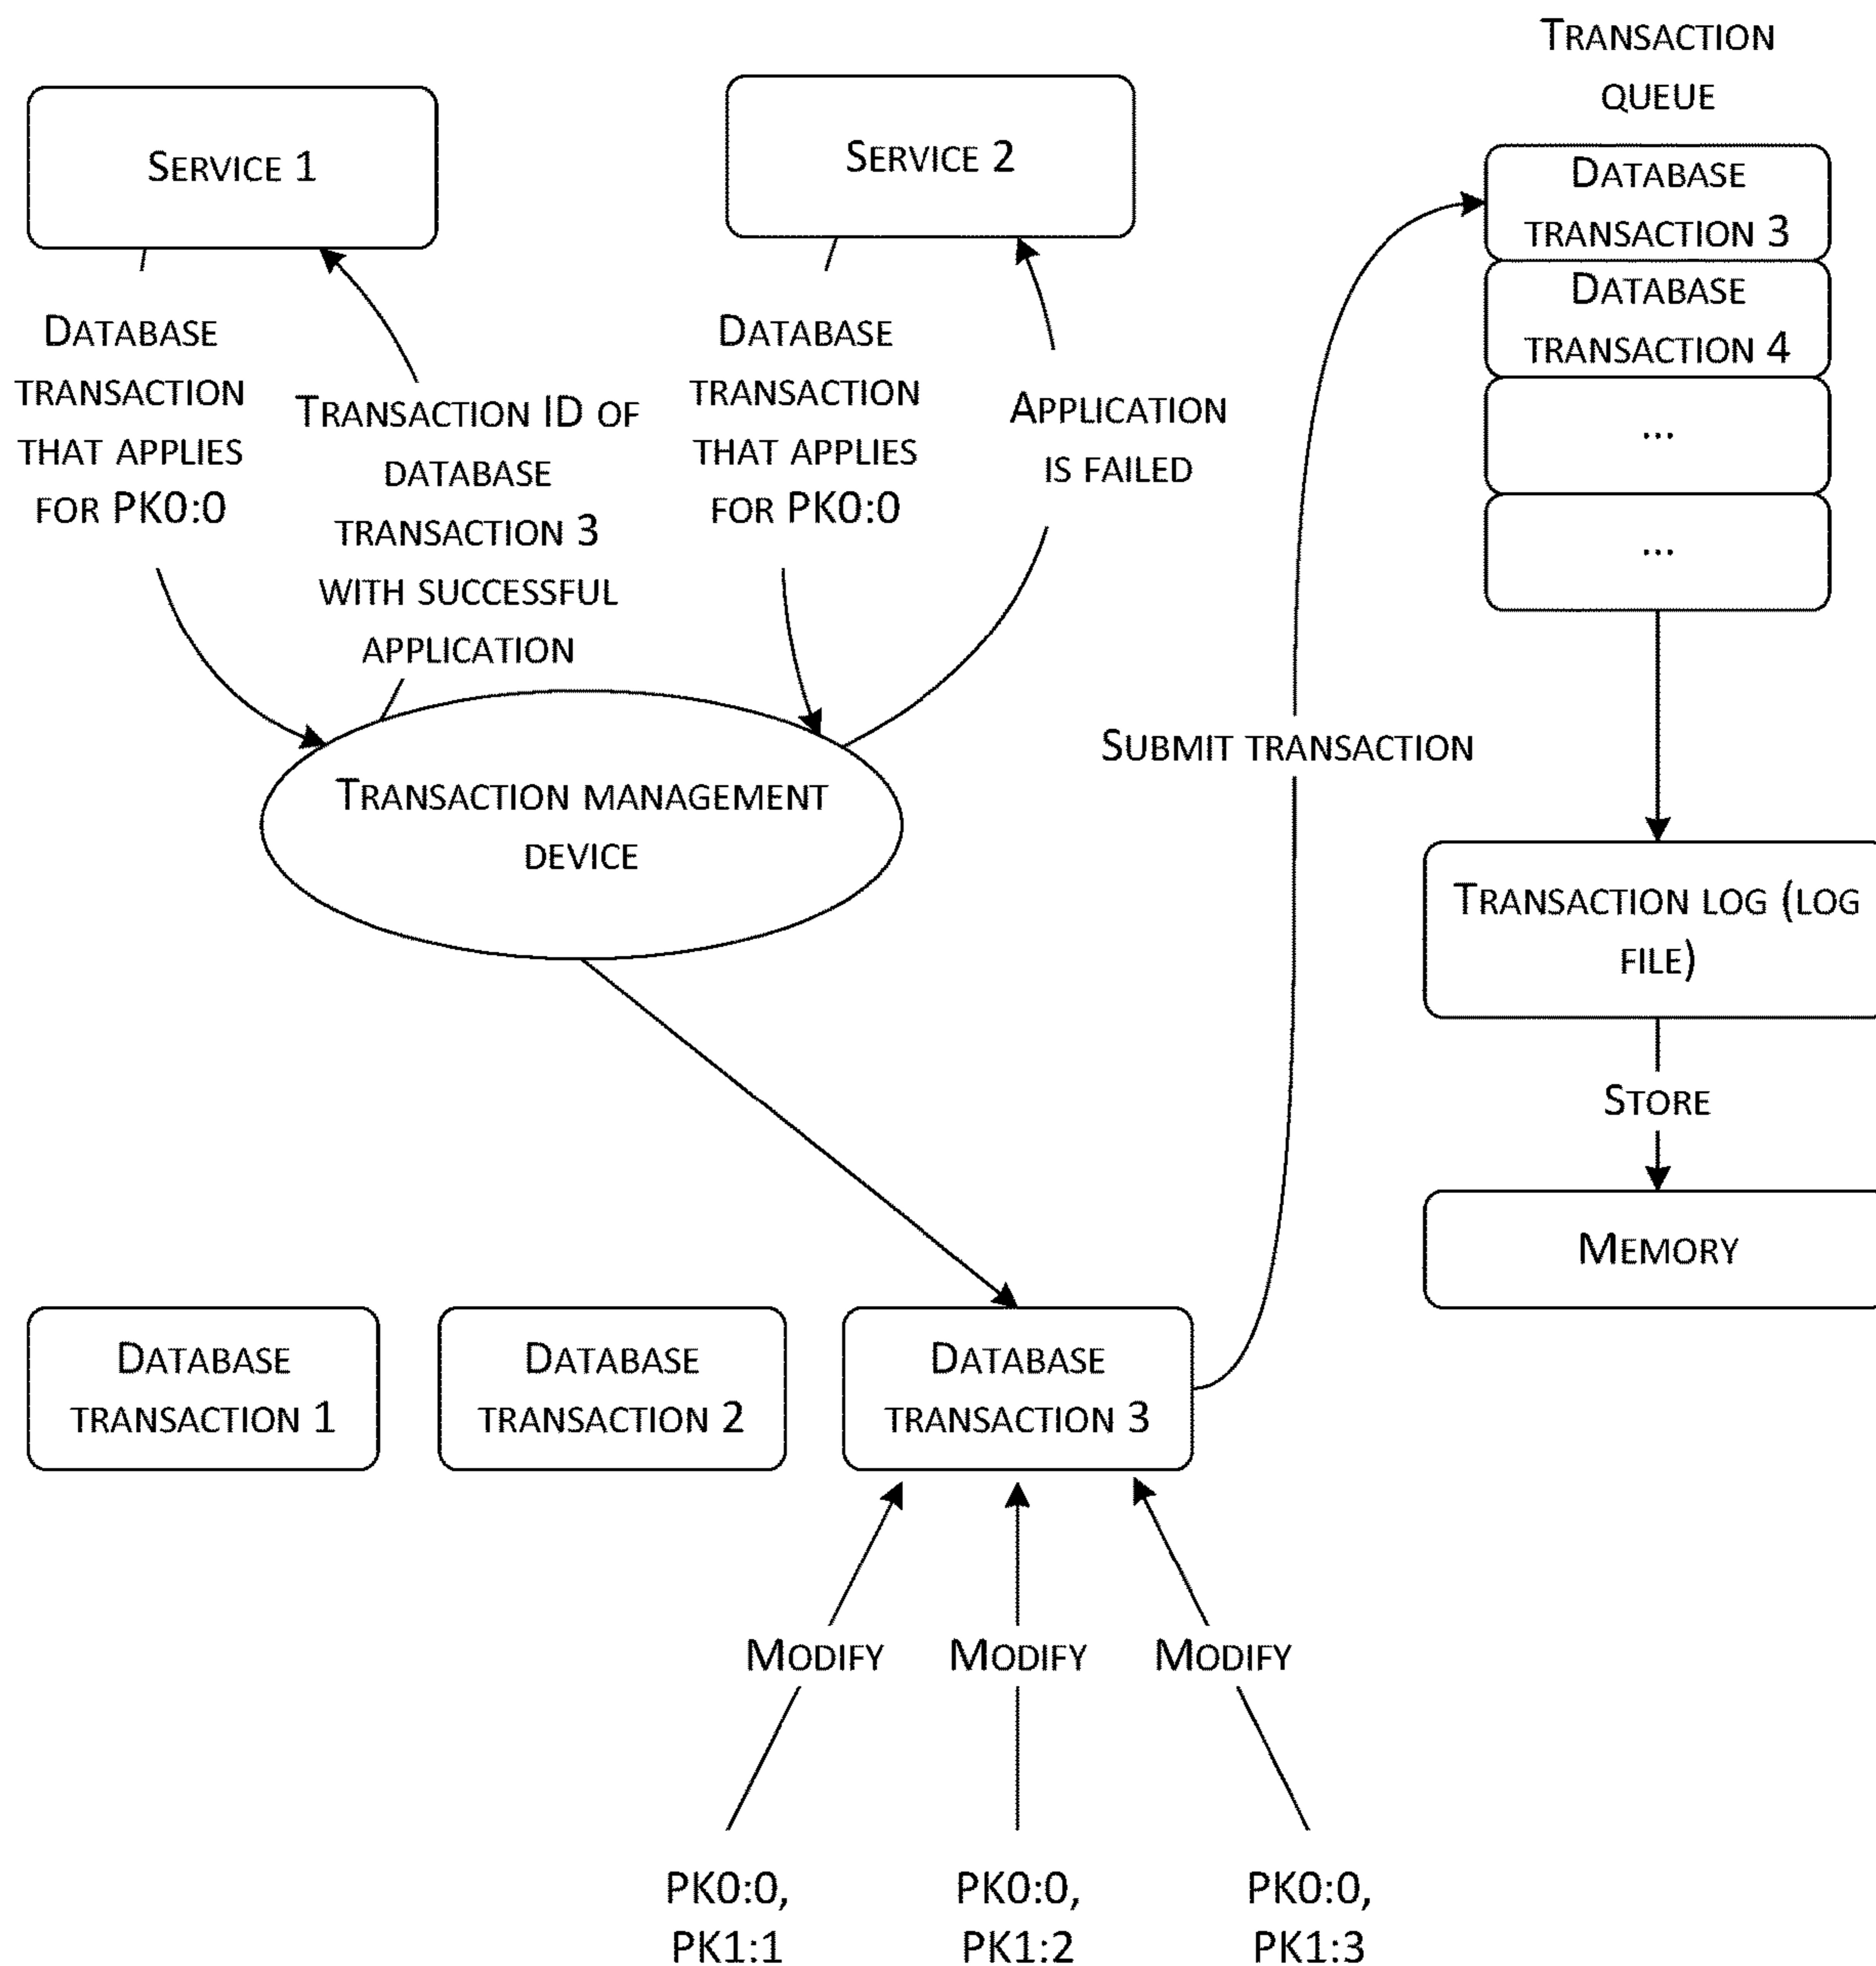 TRANSACTION
QUEUE
SERVICE 1
SERVICE 2
DATABASE
TRANSACTION 3
DATABASE
TRANSACTION 4
...
...
DATABASE
TRANSACTION
THAT APPLIES
FOR PK0:0
TRANSACTION ID OF
DATABASE
TRANSACTION 3
WITH SUCCESSFUL
APPLICATION
DATABASE
TRANSACTION
THAT APPLIES
FOR PK0:0
APPLICATION
IS FAILED
SUBMIT TRANSACTION
TRANSACTION MANAGEMENT
DEVICE
TRANSACTION LOG (LOG
FILE)
STORE
MEMORY
DATABASE
TRANSACTION 1
DATABASE
TRANSACTION 2
DATABASE
TRANSACTION 3
MODIFY
MODIFY
MODIFY
PK0:0,
PK1:1
PK0:0,
PK1:2
PK0:0,
PK1:3